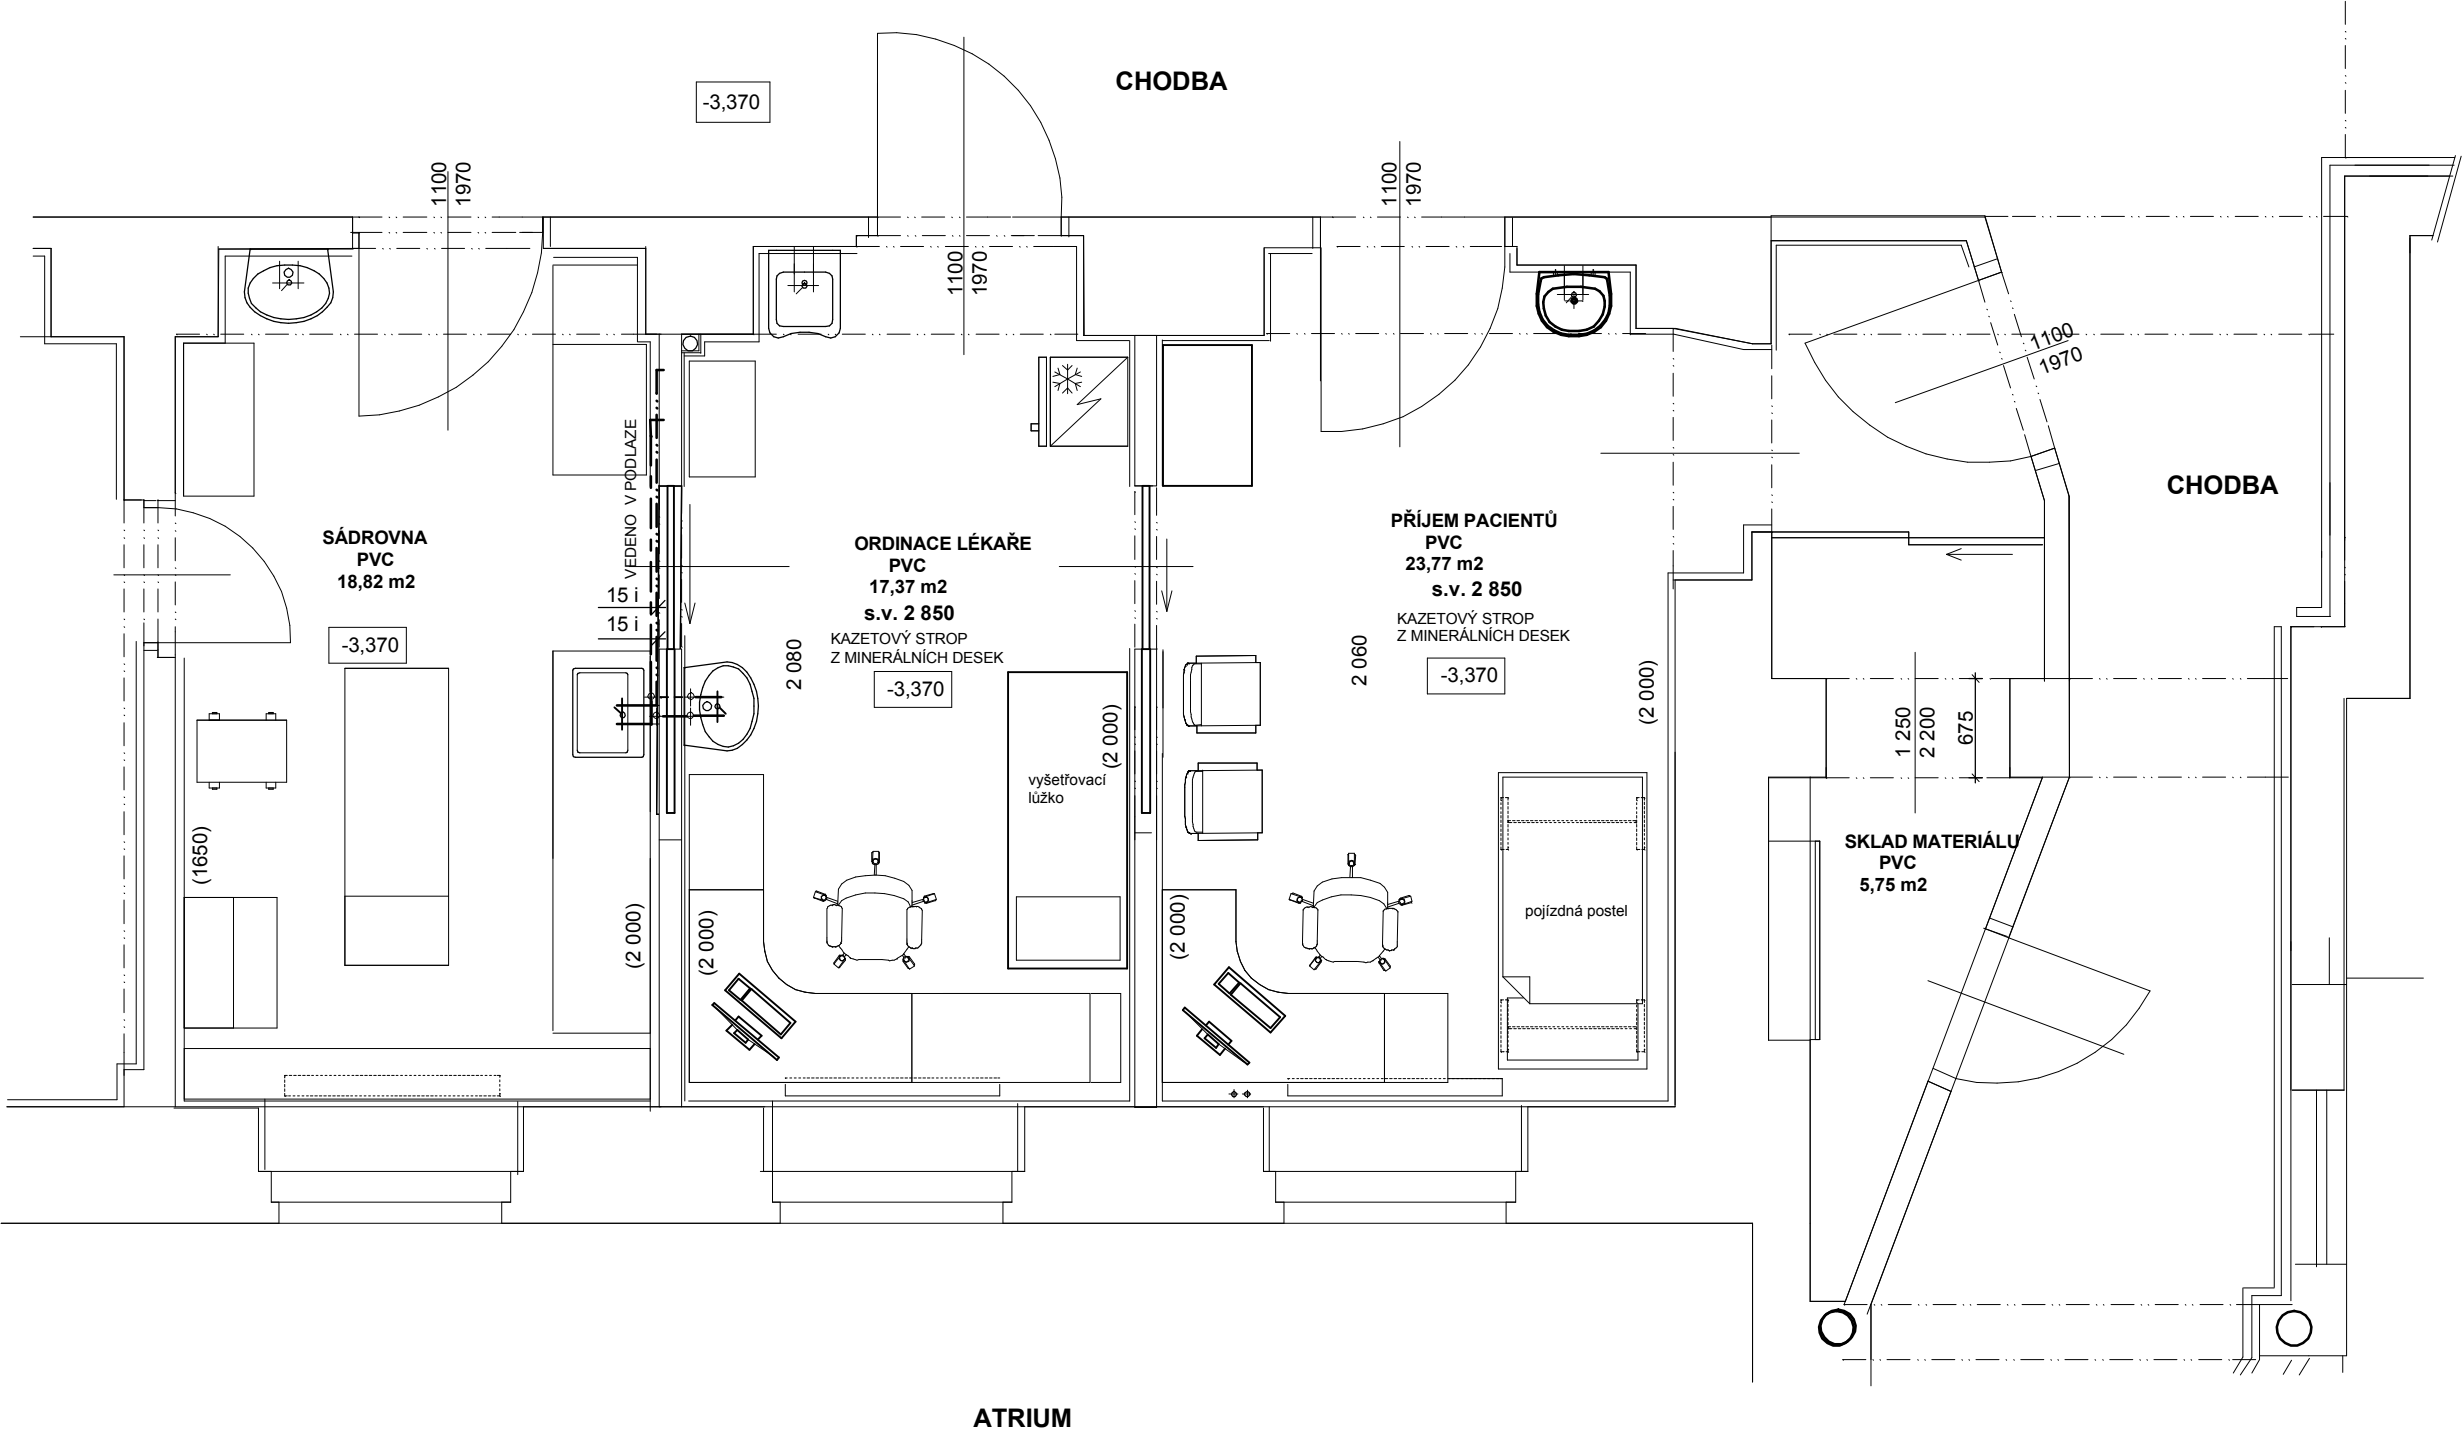 CHODBA
-3,370
1100
1970
1100
1970
1100
1970
1100
1970
CHODBA
VEDENO V PODLAZE
SÁDROVNA
PVC
18,82 m2
-3,370
15 i
15 i
ORDINACE LÉKAŘE
PVC
17,37 m2
s.v. 2 850
KAZETOVÝ STROP
Z MINERÁLNÍCH DESEK
-3,370
2 080
PŘÍJEM PACIENTŮ
PVC
23,77 m2
s.v. 2 850
KAZETOVÝ STROP
Z MINERÁLNÍCH DESEK
-3,370
2 060
(2 000)
(2 000)
vyšetřovací
lůžko
1 250
2 200
675
SKLAD MATERIÁLU
PVC
5,75 m2
(1650)
(2 000)
(2 000)
(2 000)
pojízdná postel
ATRIUM